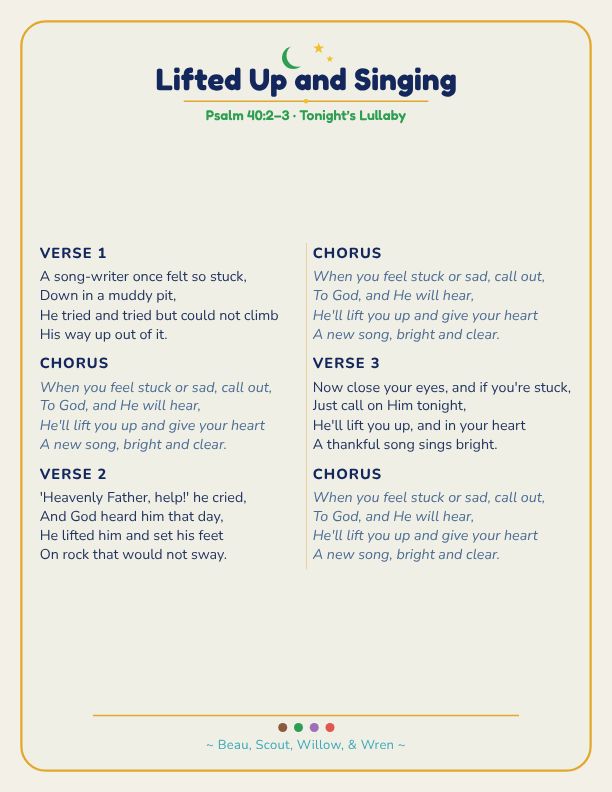 Lifted Up and Singing
Psalm 40:2–3 · Tonight's Lullaby
VERSE 1
A song-writer once felt so stuck,
Down in a muddy pit,
He tried and tried but could not climb
His way up out of it.
CHORUS
When you feel stuck or sad, call out,
To God, and He will hear,
He'll lift you up and give your heart
A new song, bright and clear.
VERSE 2
'Heavenly Father, help!' he cried,
And God heard him that day,
He lifted him and set his feet
On rock that would not sway.
CHORUS
When you feel stuck or sad, call out,
To God, and He will hear,
He'll lift you up and give your heart
A new song, bright and clear.
VERSE 3
Now close your eyes, and if you're stuck,
Just call on Him tonight,
He'll lift you up, and in your heart
A thankful song sings bright.
CHORUS
When you feel stuck or sad, call out,
To God, and He will hear,
He'll lift you up and give your heart
A new song, bright and clear.
~ Beau, Scout, Willow, & Wren ~